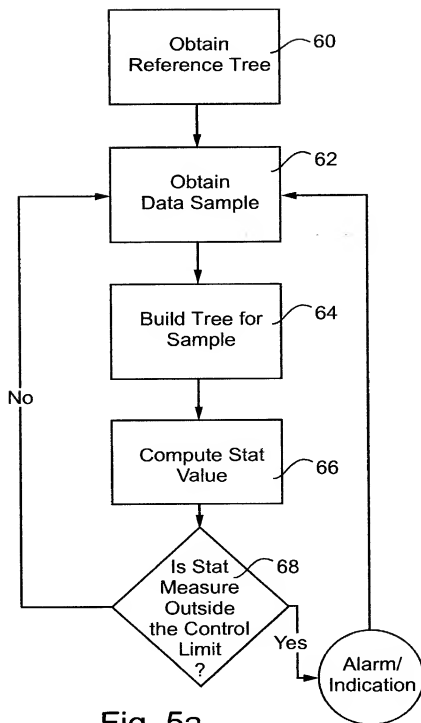 Obtain
Reference Tree
60
Obtain
Data Sample
62
Build Tree for
Sample
64
No
Compute Stat
Value
66
Is Stat
Measure
Outside
the Control
Limit
?
68
Yes
Alarm/
Indication
Fig. 5a